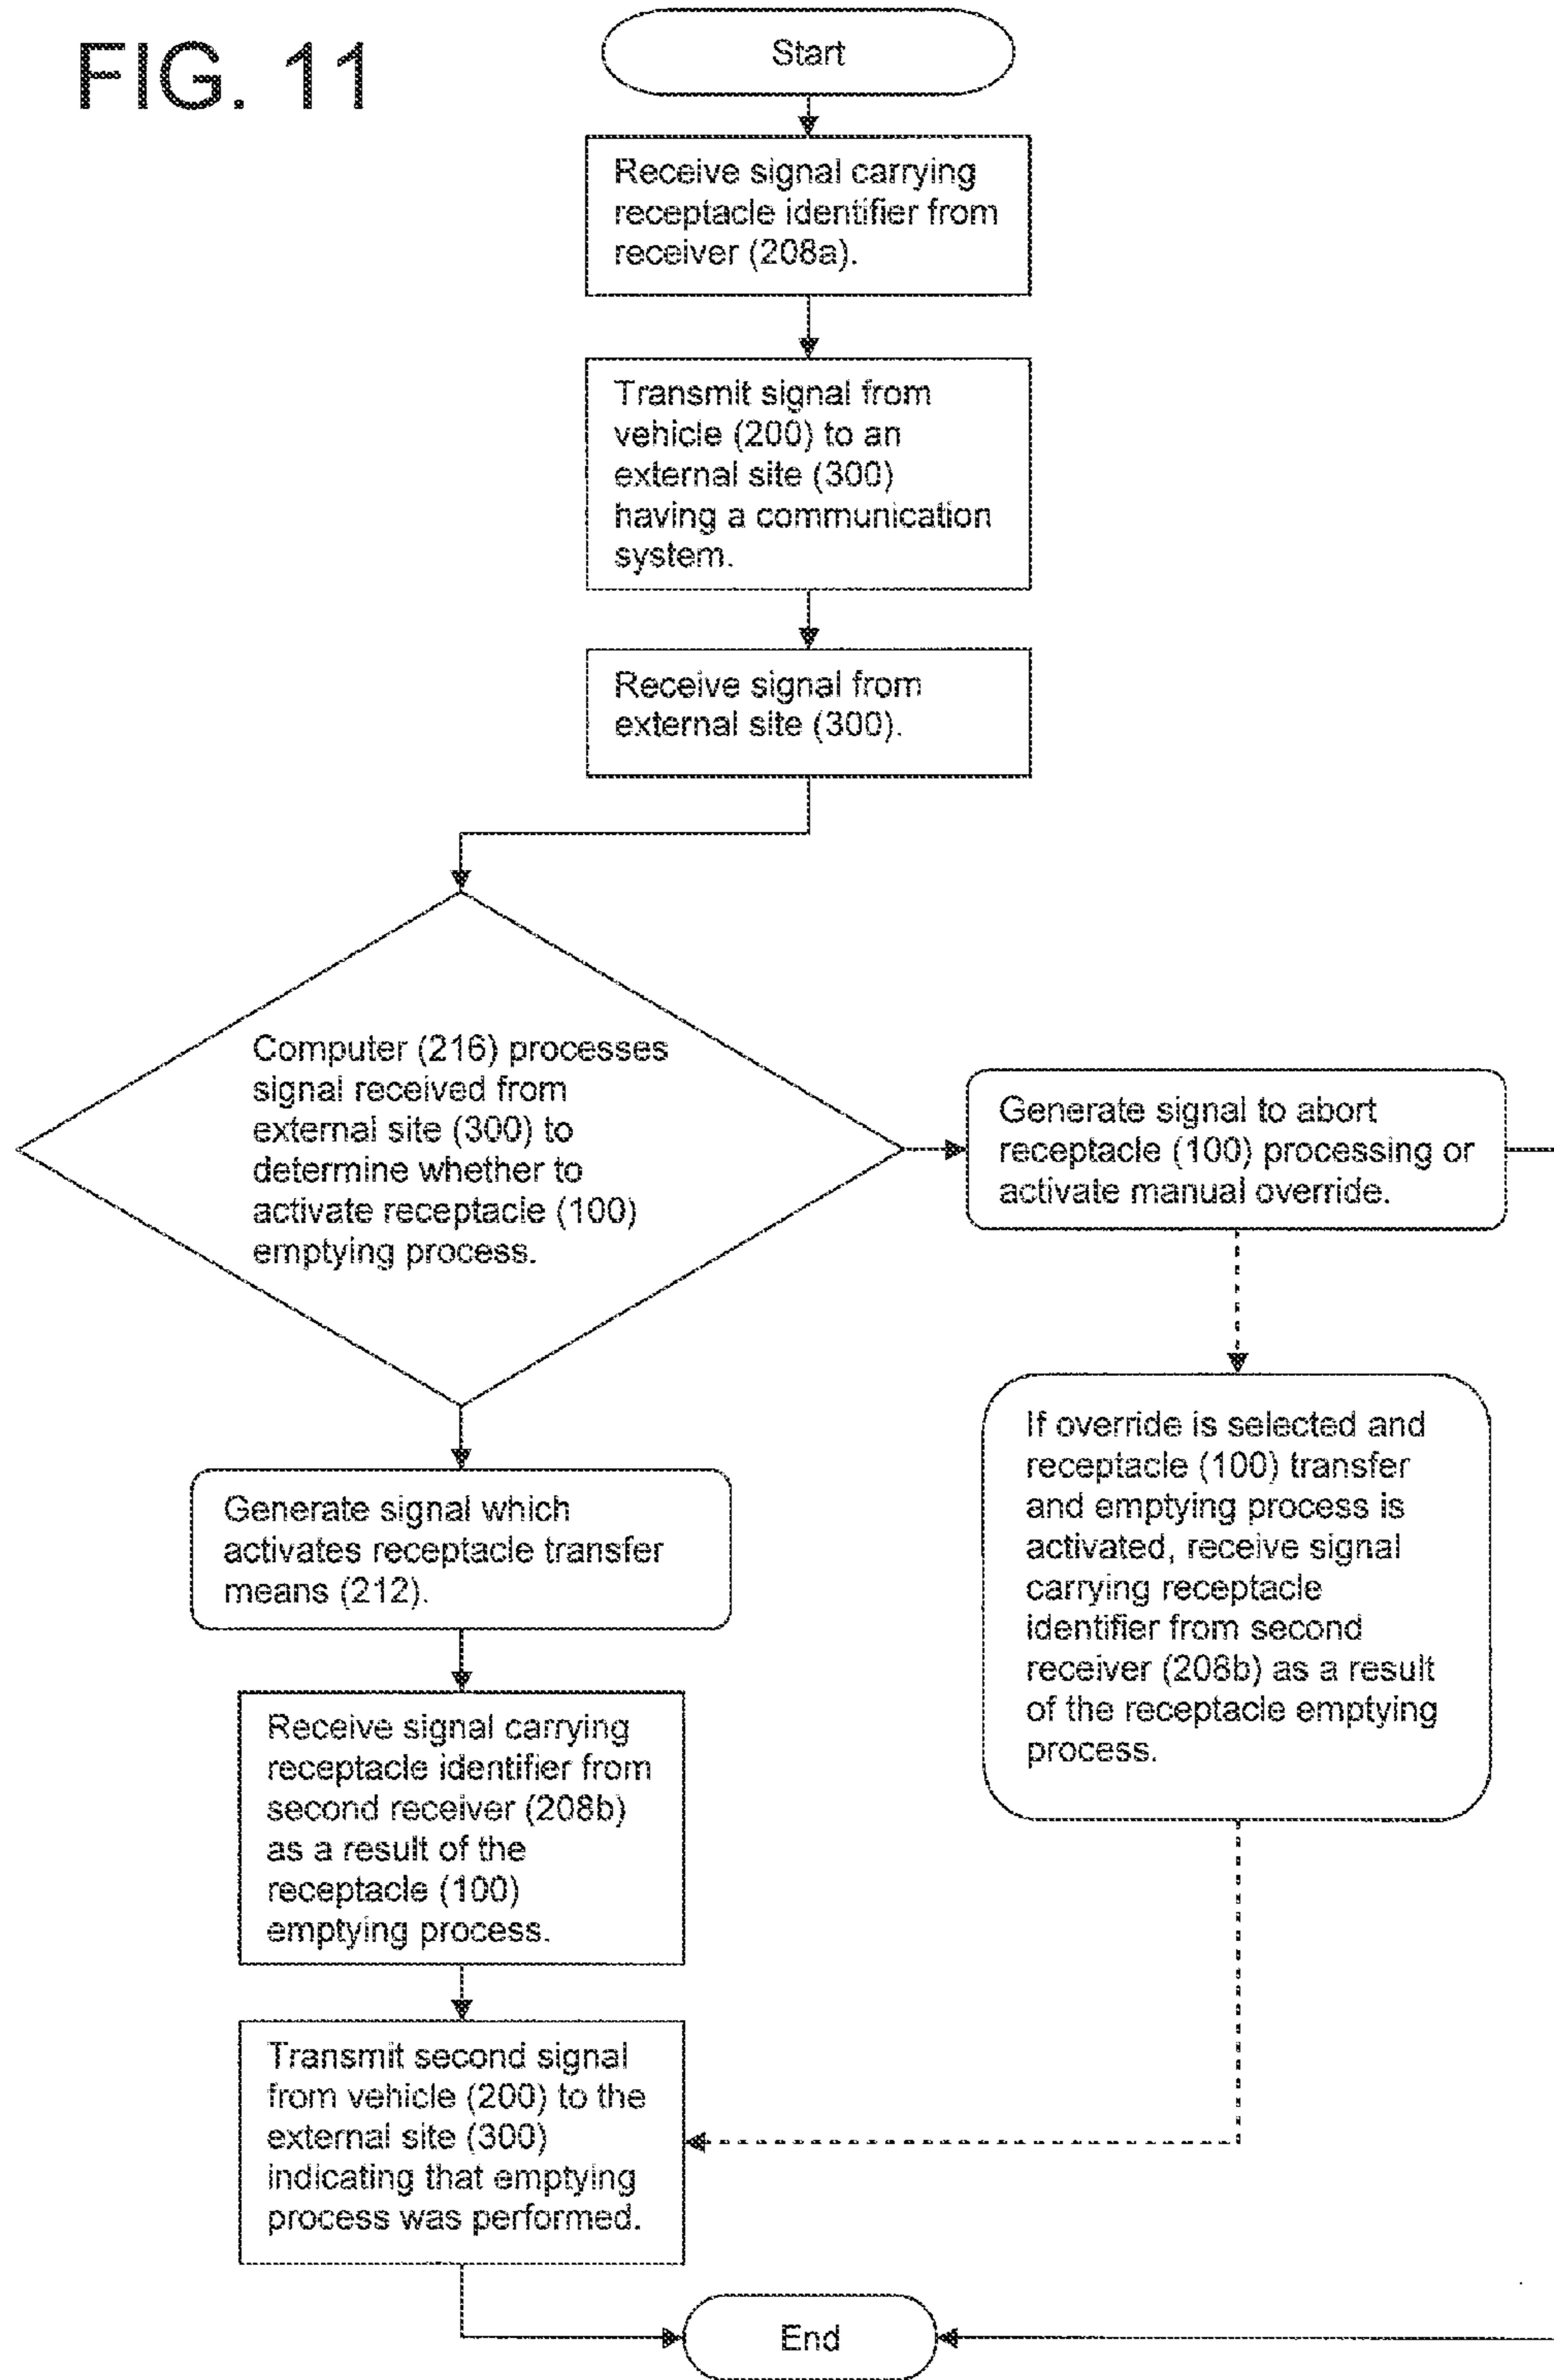 FIG. 11
Start
Receive signal carrying
receptacle identifier from
receiver (208a).
Transmit signal from
vehicle (200) to an
external site (300)
having a communication
system.
Receive signal from
external site (300).
Computer (216) processes
signal received from
external site (300) to
determine whether to
activate receptacle (100)
emptying process.
Generate signal to abort
receptacle (100) processing or
activate manual override.
If override is selected and
receptacle (100) transfer
and emptying process is
activated, receive signal
carrying receptacle
identifier from second
receiver (208b) as a result
of the receptacle emptying
process.
Generate signal which
activates receptacle transfer
means (212).
Receive signal carrying
receptacle identifier from
second receiver (208b)
as a result of the
receptacle (100)
emptying process.
Transmit second signal
from vehicle (200) to the
external site (300)
indicating that emptying
process was performed.
End